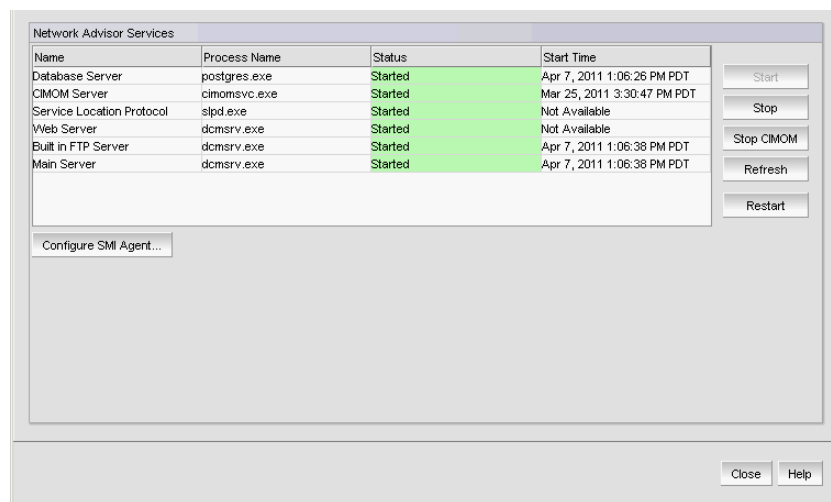 Network Advisor Services
Name Process Name Status Start Time
Database Server postgres.exe Started Apr 7, 2011 1:06:26 PM PDT
CIMOM Server cimomsvc.exe Started Mar 25, 2011 3:30:47 PM PDT
Service Location Protocol slpd.exe Started Not Available
Web Server dcmsrv.exe Started Not Available
Built in FTP Server dcmsrv.exe Started Apr 7, 2011 1:06:38 PM PDT
Main Server dcmsrv.exe Started Apr 7, 2011 1:06:38 PM PDT
Start
Stop
Stop CIMOM
Refresh
Restart
Configure SMI Agent...
Close Help